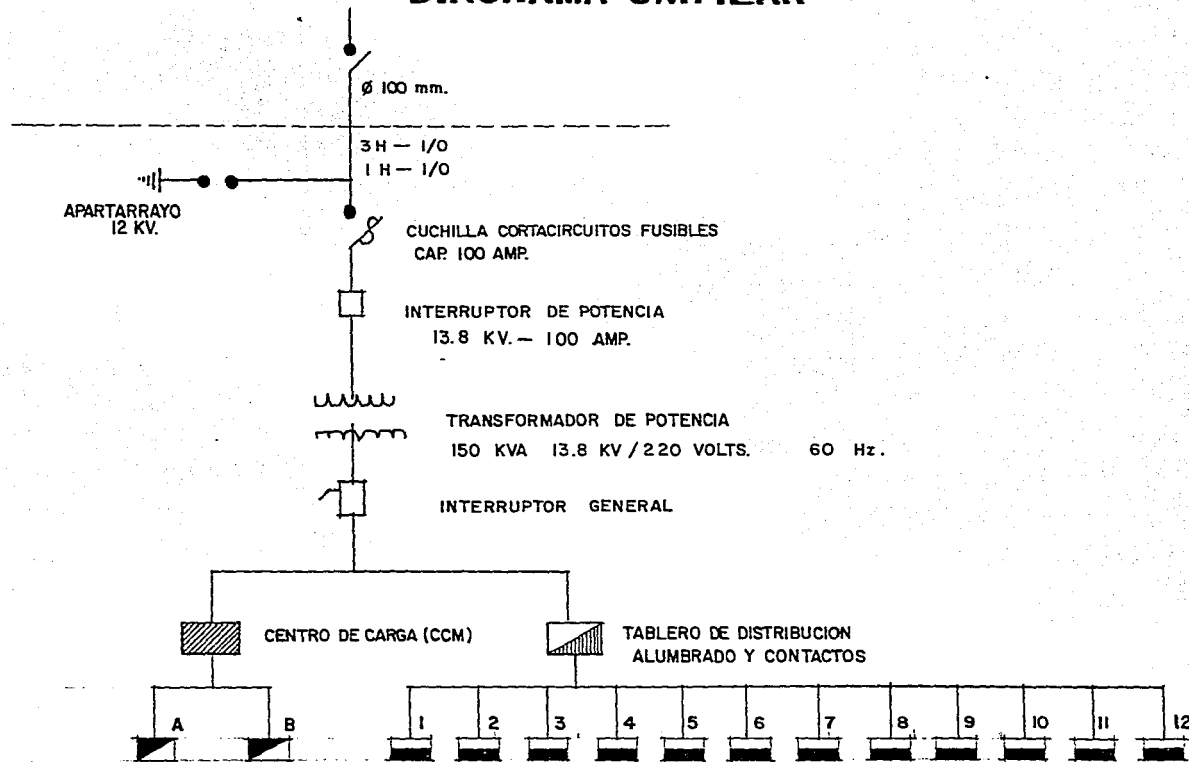 DIAGRAMA UNIFILAR
Ø 100 mm.
3 H — 1/0
1 H — 1/0
APARTARRAYO
12 KV.
CUCHILLA CORTACIRCUITOS FUSIBLES
CAP. 100 AMP.
INTERRUPTOR DE POTENCIA
13.8 KV. — 100 AMP.
TRANSFORMADOR DE POTENCIA
150 KVA 13.8 KV / 220 VOLTS. 60 Hz.
INTERRUPTOR GENERAL
CENTRO DE CARGA (CCM)
TABLERO DE DISTRIBUCION
ALUMBRADO Y CONTACTOS
A B 1 2 3 4 5 6 7 8 9 10 11 12